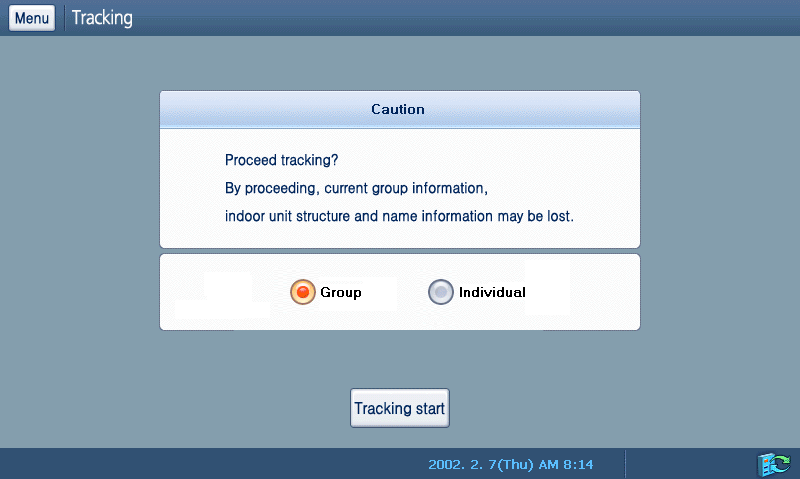 Menu
Tracking
Caution
Proceed tracking?
By proceeding, current group information,
indoor unit structure and name information may be lost.
Group
Individual
Tracking start
2002. 2. 7(Thu) AM 8:14